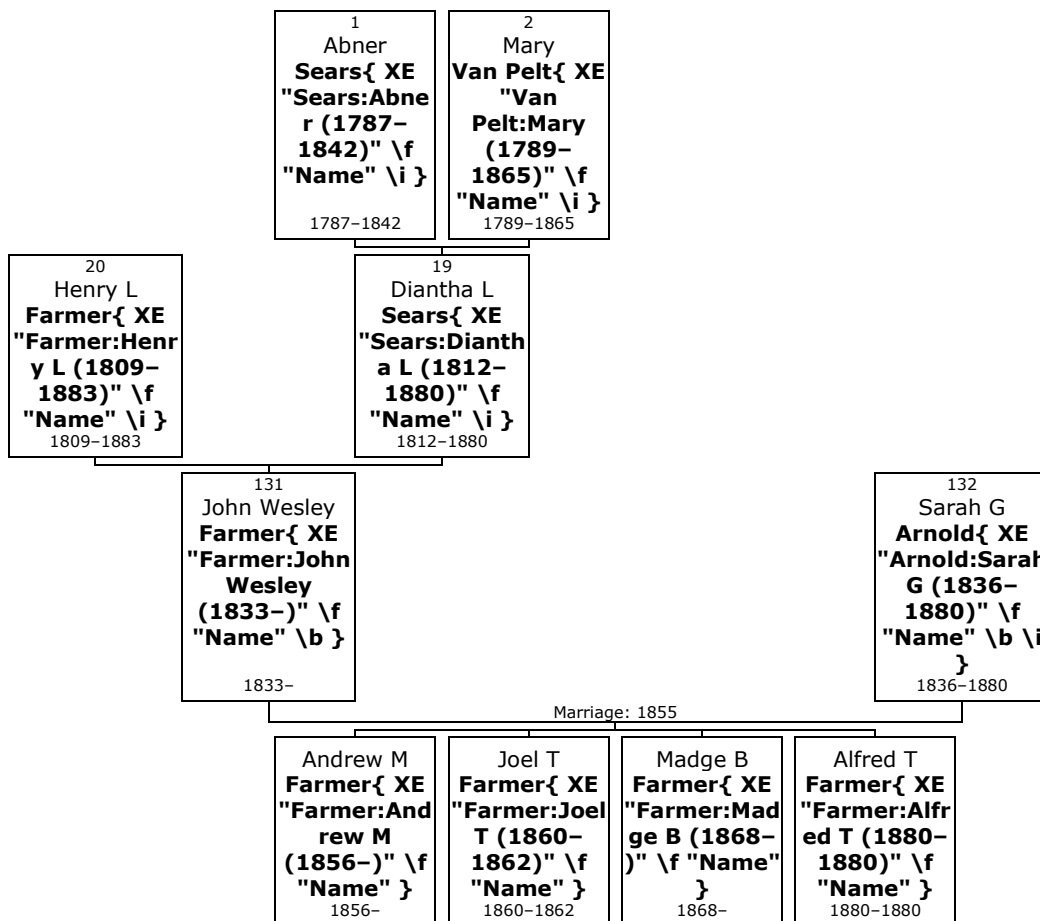 1
Abner
Sears{ XE
"Sears:Abne
r (1787–
1842)" \f
"Name" \i }
1787–1842
2
Mary
Van Pelt{ XE
"Van
Pelt:Mary
(1789–
1865)" \f
"Name" \i }
1789–1865
20
Henry L
Farmer{ XE
"Farmer:Henr
y L (1809–
1883)" \f
"Name" \i }
1809–1883
19
Diantha L
Sears{ XE
"Sears:Dianth
a L (1812–
1880)" \f
"Name" \i }
1812–1880
131
John Wesley
Farmer{ XE
"Farmer:John
Wesley
(1833–)" \f
"Name" \b }
1833–
132
Sarah G
Arnold{ XE
"Arnold:Sarah
G (1836–
1880)" \f
"Name" \b \i
}
1836–1880
Marriage: 1855
Andrew M
Farmer{ XE
"Farmer:And
rew M
(1856–)" \f
"Name" }
1856–
Joel T
Farmer{ XE
"Farmer:Joel
T (1860–
1862)" \f
"Name" }
1860–1862
Madge B
Farmer{ XE
"Farmer:Mad
ge B (1868–
)" \f "Name"
}
1868–
Alfred T
Farmer{ XE
"Farmer:Alfr
ed T (1880–
1880)" \f
"Name" }
1880–1880